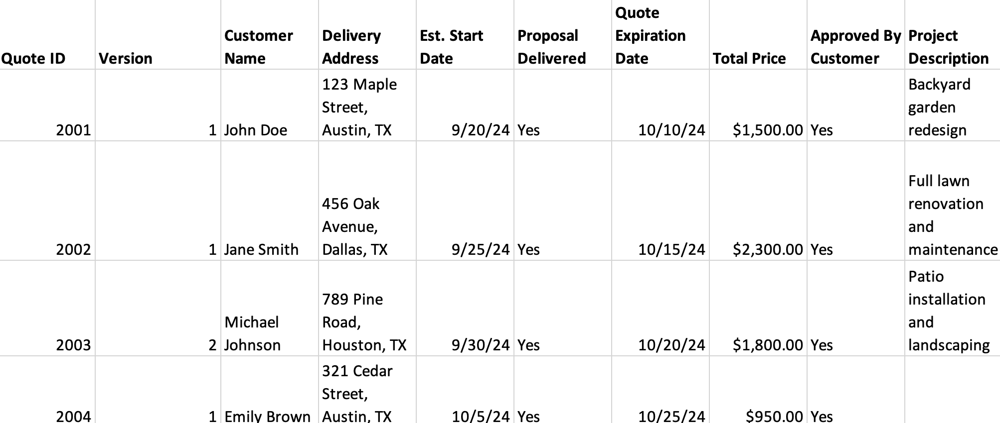 Quote ID Version Customer Name Delivery Address Est. Start Date Proposal Delivered Quote Expiration Date Total Price Approved By Customer Project Description
2001 1 John Doe 123 Maple Street, Austin, TX 9/20/24 Yes 10/10/24 $1,500.00 Yes Backyard garden redesign
2002 1 Jane Smith 456 Oak Avenue, Dallas, TX 9/25/24 Yes 10/15/24 $2,300.00 Yes Full lawn renovation and maintenance
2003 2 Michael Johnson 789 Pine Road, Houston, TX 9/30/24 Yes 10/20/24 $1,800.00 Yes Patio installation and landscaping
2004 1 Emily Brown 321 Cedar Street, Austin, TX 10/5/24 Yes 10/25/24 $950.00 Yes